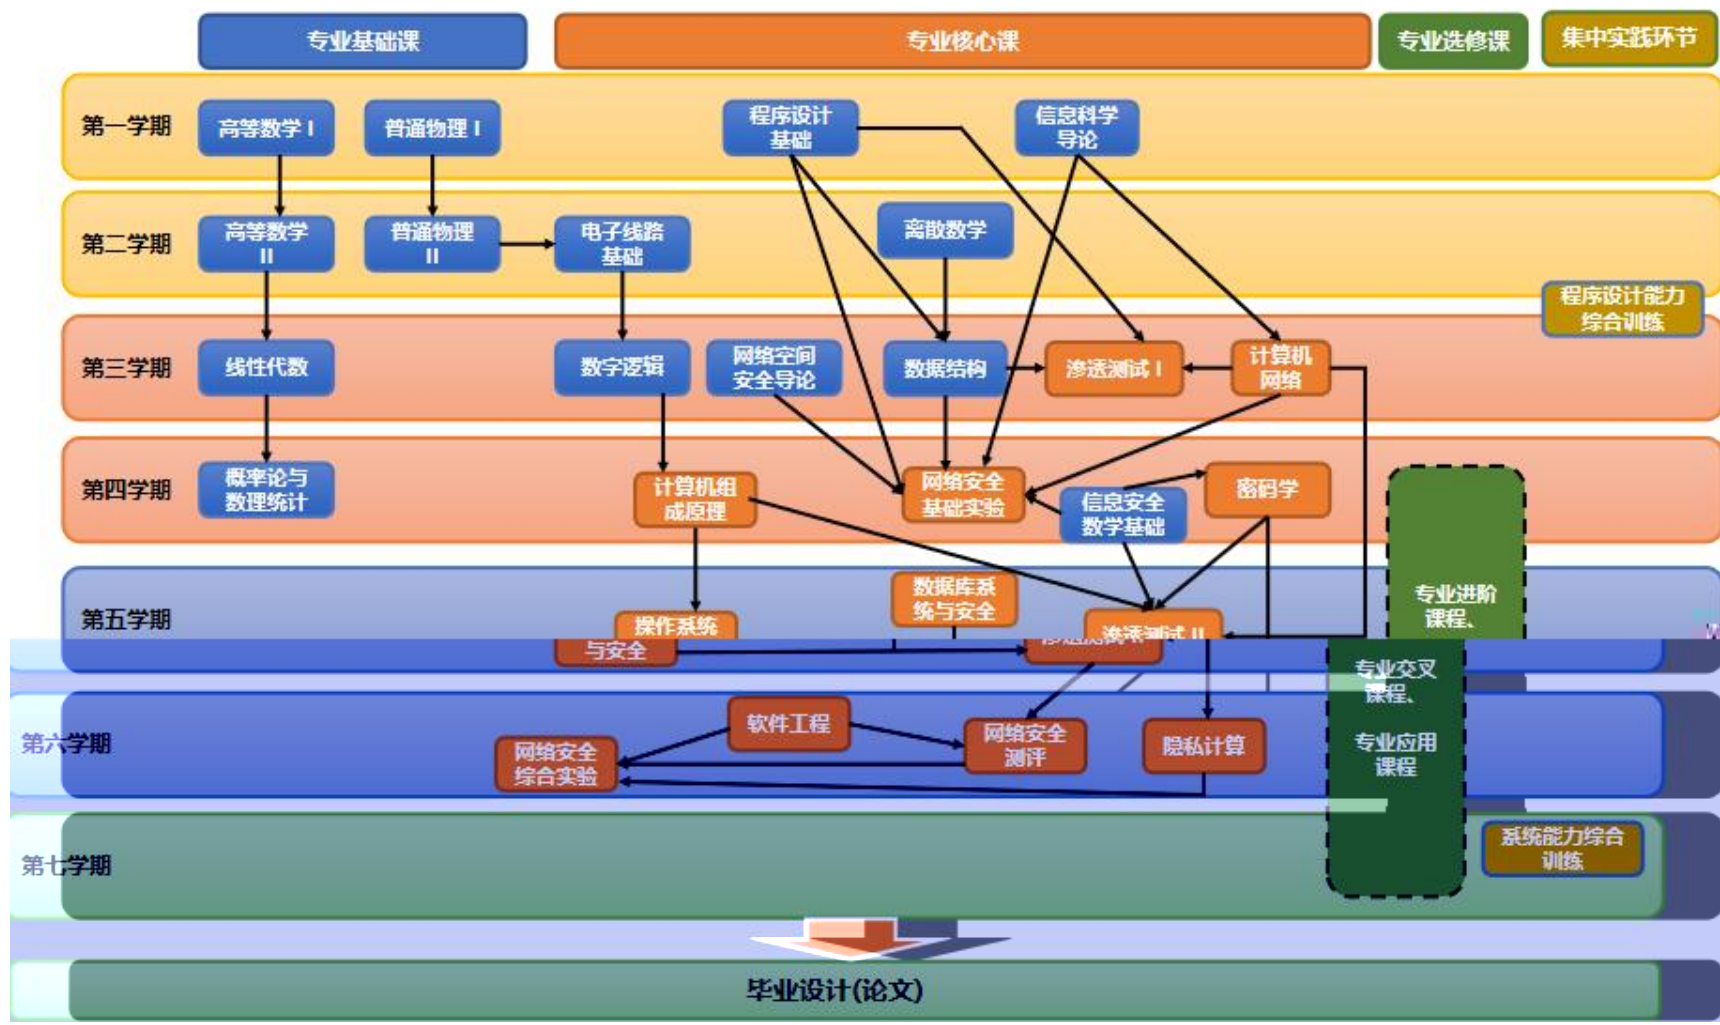 专业基础课
专业核心课
专业选修课
集中实践环节
第一学期
高等数学 I
普通物理 I
程序设计
基础
信息科学
导论
第二学期
高等数学
II
普通物理
II
电子线路
基础
离散数学
程序设计能力
综合训练
第三学期
线性代数
数字逻辑
网络空间
安全导论
数据结构
渗透测试 I
计算机
网络
第四学期
概率论与
数理统计
计算机组
成原理
网络安全
基础实验
信息安全
数学基础
密码学
第五学期
操作系统
与安全
数据库系
统与安全
渗透测试 II
专业进阶
课程、
专业交叉
课程、
专业应用
课程
第六学期
网络安全
综合实验
软件工程
网络安全
测评
隐私计算
第七学期
系统能力综合
训练
毕业设计(论文)